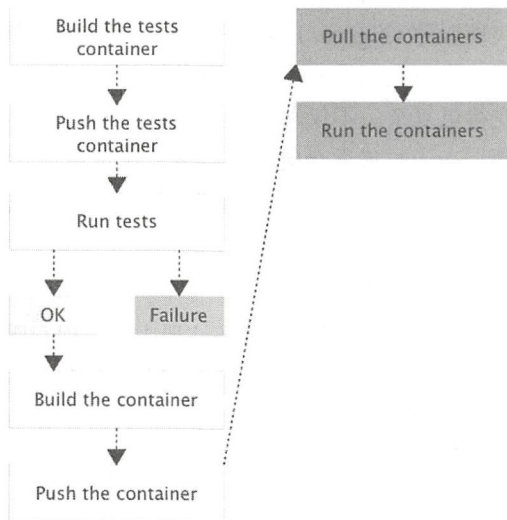 Build the tests
container
Push the tests
container
Run tests
OK
Failure
Build the container
Push the container
Pull the containers
Run the containers